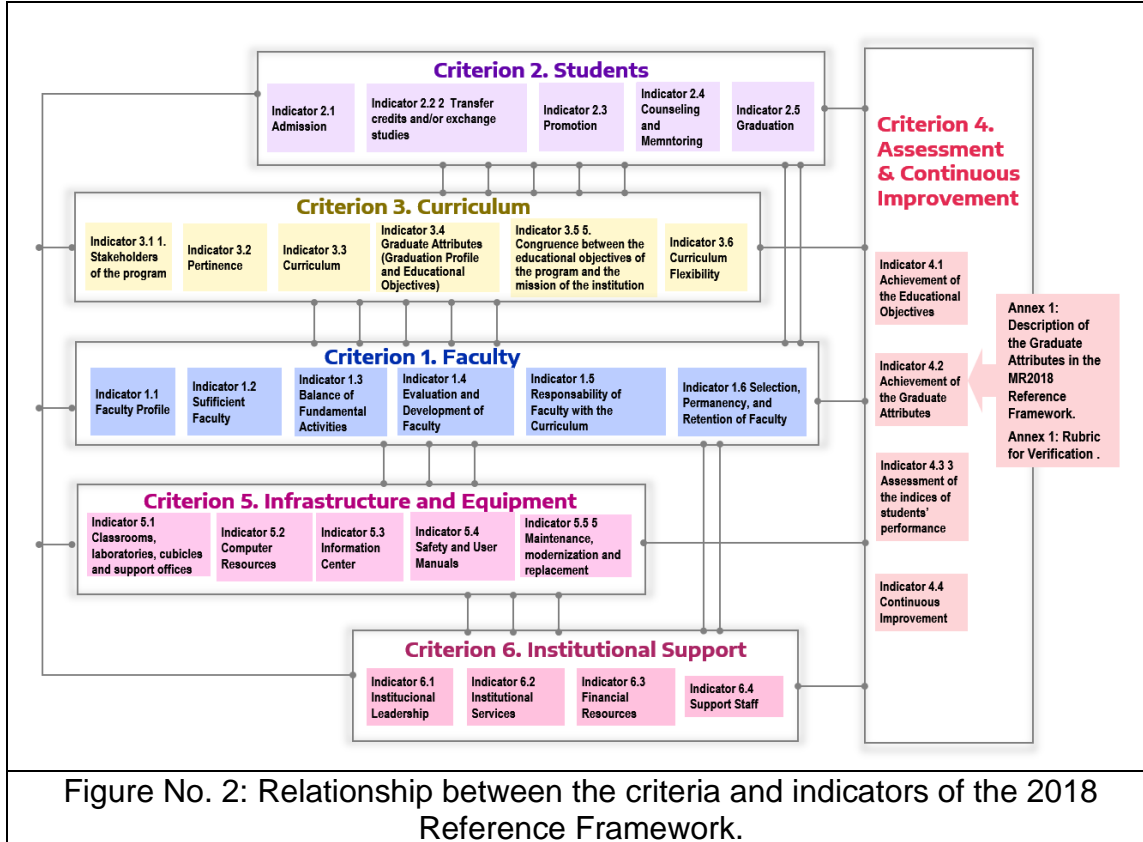 Criterion 2. Students
Indicator 2.1
Admission
Indicator 2.2 2 Transfer
credits and/or exchange
studies
Indicator 2.3
Promotion
Indicator 2.4
Counseling
and
Memntoring
Indicator 2.5
Graduation
Criterion 3. Curriculum
Indicator 3.1 1.
Stakeholders
of the program
Indicator 3.2
Pertinence
Indicator 3.3
Curriculum
Indicator 3.4
Graduate Attributes
(Graduation Profile
and Educational
Objectives)
Indicator 3.5 5.
Congruence between the
educational objectives of
the program and the
mission of the institution
Indicator 3.6
Curriculum
Flexibility
Criterion 1. Faculty
Indicator 1.1
Faculty Profile
Indicator 1.2
Sufificient
Faculty
Indicator 1.3
Balance of
Fundamental
Activities
Indicator 1.4
Evaluation and
Development of
Faculty
Indicator 1.5
Responsability of
Faculty with the
Curriculum
Indicator 1.6 Selection,
Permanency, and
Retention of Faculty
Criterion 5. Infrastructure and Equipment
Indicator 5.1
Classrooms,
laboratories, cubicles
and support offices
Indicator 5.2
Computer
Resources
Indicator 5.3
Information
Center
Indicator 5.4
Safety and User
Manuals
Indicator 5.5 5
Maintenance,
modernization and
replacement
Criterion 6. Institutional Support
Indicator 6.1
Institucional
Leadership
Indicator 6.2
Institutional
Services
Indicator 6.3
Financial
Resources
Indicator 6.4
Support Staff
Criterion 4.
Assessment
& Continuous
Improvement
Indicator 4.1
Achievement of
the Educational
Objectives
Indicator 4.2
Achievement of
the Graduate
Attributes
Indicator 4.3 3
Assessment of
the indices of
students'
performance
Indicator 4.4
Continuous
Improvement
Annex 1:
Description of
the Graduate
Attributes in the
MR2018
Reference
Framework.
Annex 1: Rubric
for Verification .
Figure No. 2: Relationship between the criteria and indicators of the 2018
Reference Framework.